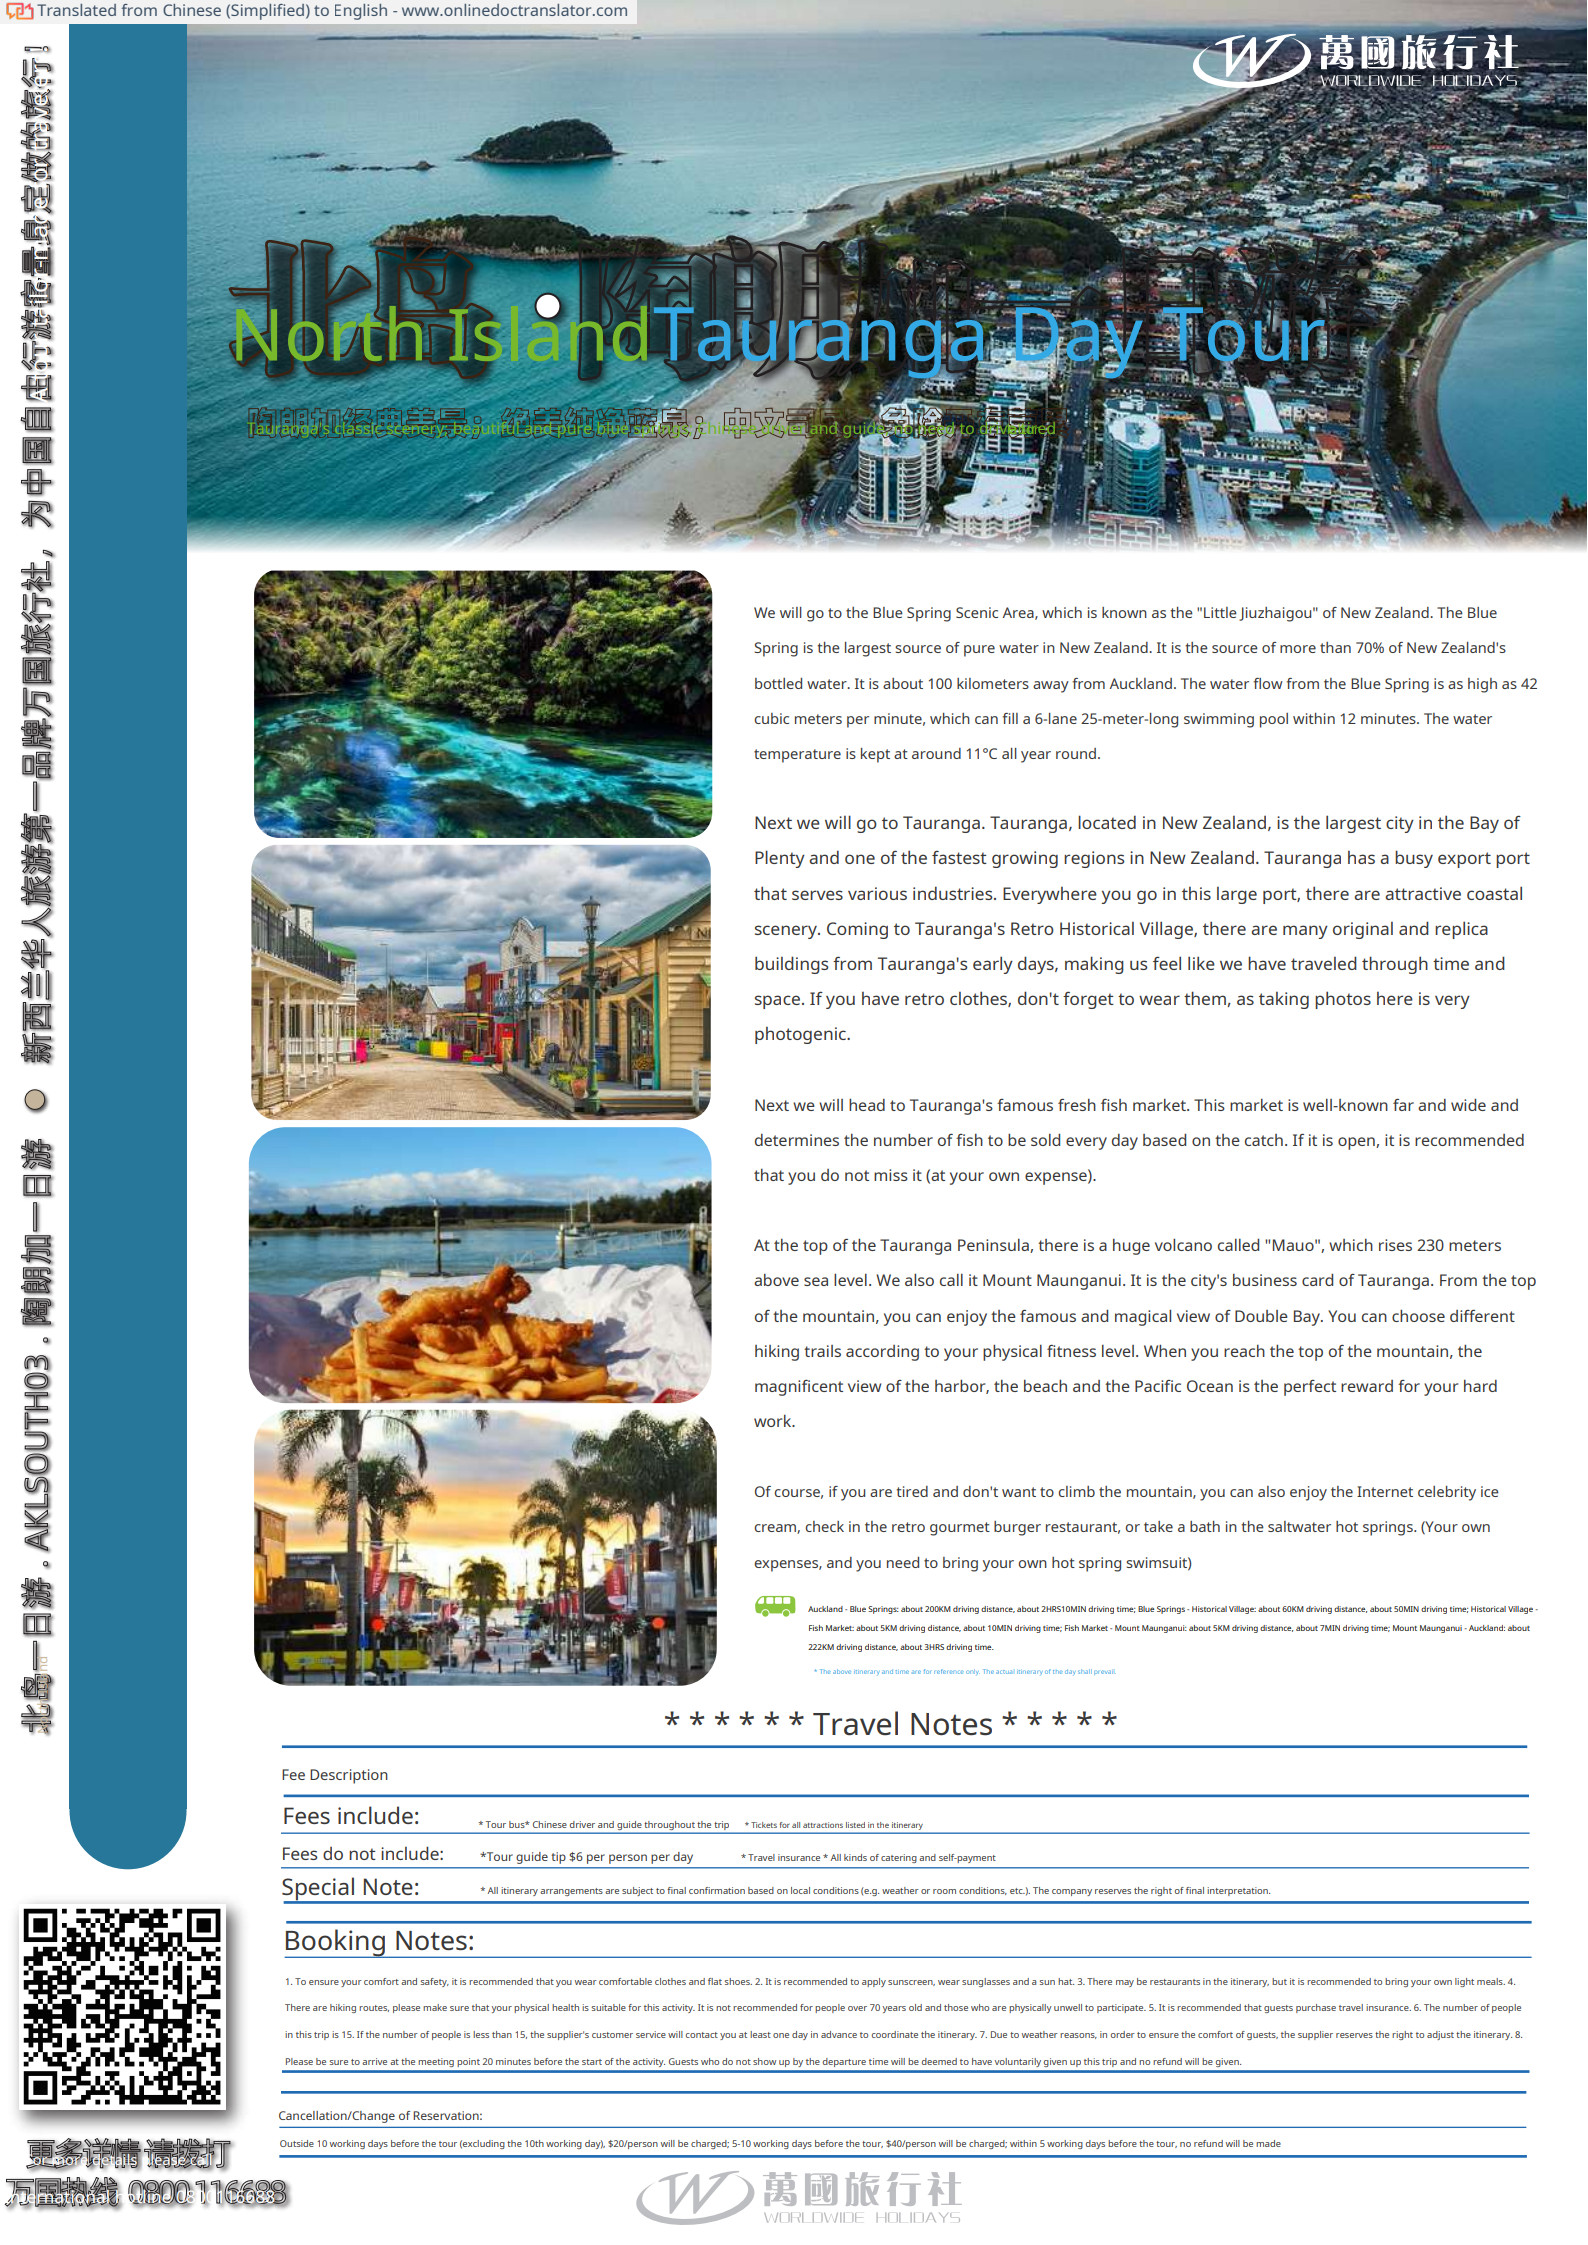 Translated from Chinese (Simplified) to English - www.onlinedoctranslator.com
萬國旅行社
WORLDWIDE HOLIDAYS
North Island Tauranga Day Tour
Tauranga's classic scenery, beautiful and pure blue
We will go to the Blue Spring Scenic Area, which is known as the "Little Jiuzhaigou" of New Zealand. The Blue
Spring is the largest source of pure water in New Zealand. It is the source of more than 70% of New Zealand's
bottled water. It is about 100 kilometers away from Auckland. The water flow from the Blue Spring is as high as 42
cubic meters per minute, which can fill a 6-lane 25-meter-long swimming pool within 12 minutes. The water
temperature is kept at around 11°C all year round.
Next we will go to Tauranga. Tauranga, located in New Zealand, is the largest city in the Bay of
Plenty and one of the fastest growing regions in New Zealand. Tauranga has a busy export port
that serves various industries. Everywhere you go in this large port, there are attractive coastal
scenery. Coming to Tauranga's Retro Historical Village, there are many original and replica
buildings from Tauranga's early days, making us feel like we have traveled through time and
space. If you have retro clothes, don't forget to wear them, as taking photos here is very
photogenic.
Next we will head to Tauranga's famous fresh fish market. This market is well-known far and wide and
determines the number of fish to be sold every day based on the catch. If it is open, it is recommended
that you do not miss it (at your own expense).
At the top of the Tauranga Peninsula, there is a huge volcano called "Mauo", which rises 230 meters
above sea level. We also call it Mount Maunganui. It is the city's business card of Tauranga. From the top
of the mountain, you can enjoy the famous and magical view of Double Bay. You can choose different
hiking trails according to your physical fitness level. When you reach the top of the mountain, the
magnificent view of the harbor, the beach and the Pacific Ocean is the perfect reward for your hard
work.
Of course, if you are tired and don't want to climb the mountain, you can also enjoy the Internet celebrity ice
cream, check in the retro gourmet burger restaurant, or take a bath in the saltwater hot springs. (Your own
expenses, and you need to bring your own hot spring swimsuit)
Auckland - Blue Springs: about 200KM driving distance, about 2HRS10MIN driving time; Blue Springs - Historical Village: about 60KM driving distance, about 50MIN driving time; Historical Village -
Fish Market: about 5KM driving distance, about 10MIN driving time; Fish Market - Mount Maunganui: about 5KM driving distance, about 7MIN driving time; Mount Maunganui - Auckland: about
222KM driving distance, about 3HRS driving time.
* The above itinerary and time are for reference only. The actual itinerary of the day shall prevail.
* * * * * * Travel Notes * * * * *
Fee Description
Fees include: * Tour bus* Chinese driver and guide throughout the trip * Tickets for all attractions listed in the itinerary
Fees do not include: *Tour guide tip $6 per person per day * Travel insurance * All kinds of catering and self-payment
Special Note: * All itinerary arrangements are subject to final confirmation based on local conditions (e.g. weather or room conditions, etc.). The company reserves the right of final interpretation.
Booking Notes:
1. To ensure your comfort and safety, it is recommended that you wear comfortable clothes and flat shoes. 2. It is recommended to apply sunscreen, wear sunglasses and a sun hat. 3. There may be restaurants in the itinerary, but it is recommended to bring your own light meals. 4.
There are hiking routes, please make sure that your physical health is suitable for this activity. It is not recommended for people over 70 years old and those who are physically unwell to participate. 5. It is recommended that guests purchase travel insurance. 6. The number of people
in this trip is 15. If the number of people is less than 15, the supplier's customer service will contact you at least one day in advance to coordinate the itinerary. 7. Due to weather reasons, in order to ensure the comfort of guests, the supplier reserves the right to adjust the itinerary. 8.
Please be sure to arrive at the meeting point 20 minutes before the start of the activity. Guests who do not show up by the departure time will be deemed to have voluntarily given up this trip and no refund will be given.
Cancellation/Change of Reservation:
Outside 10 working days before the tour (excluding the 10th working day), $20/person will be charged; 5-10 working days before the tour, $40/person will be charged; within 5 working days before the tour, no refund will be made
北岛一日游 . AKLSOUTH03 . 陶朗加一日游 ● 新西兰华人旅游第一品牌万国旅行社，为中国自由行游客量身定做的旅行！
更多详情 请拨打
万国热线 0800116688
萬國旅行社
WORLDWIDE HOLIDAYS